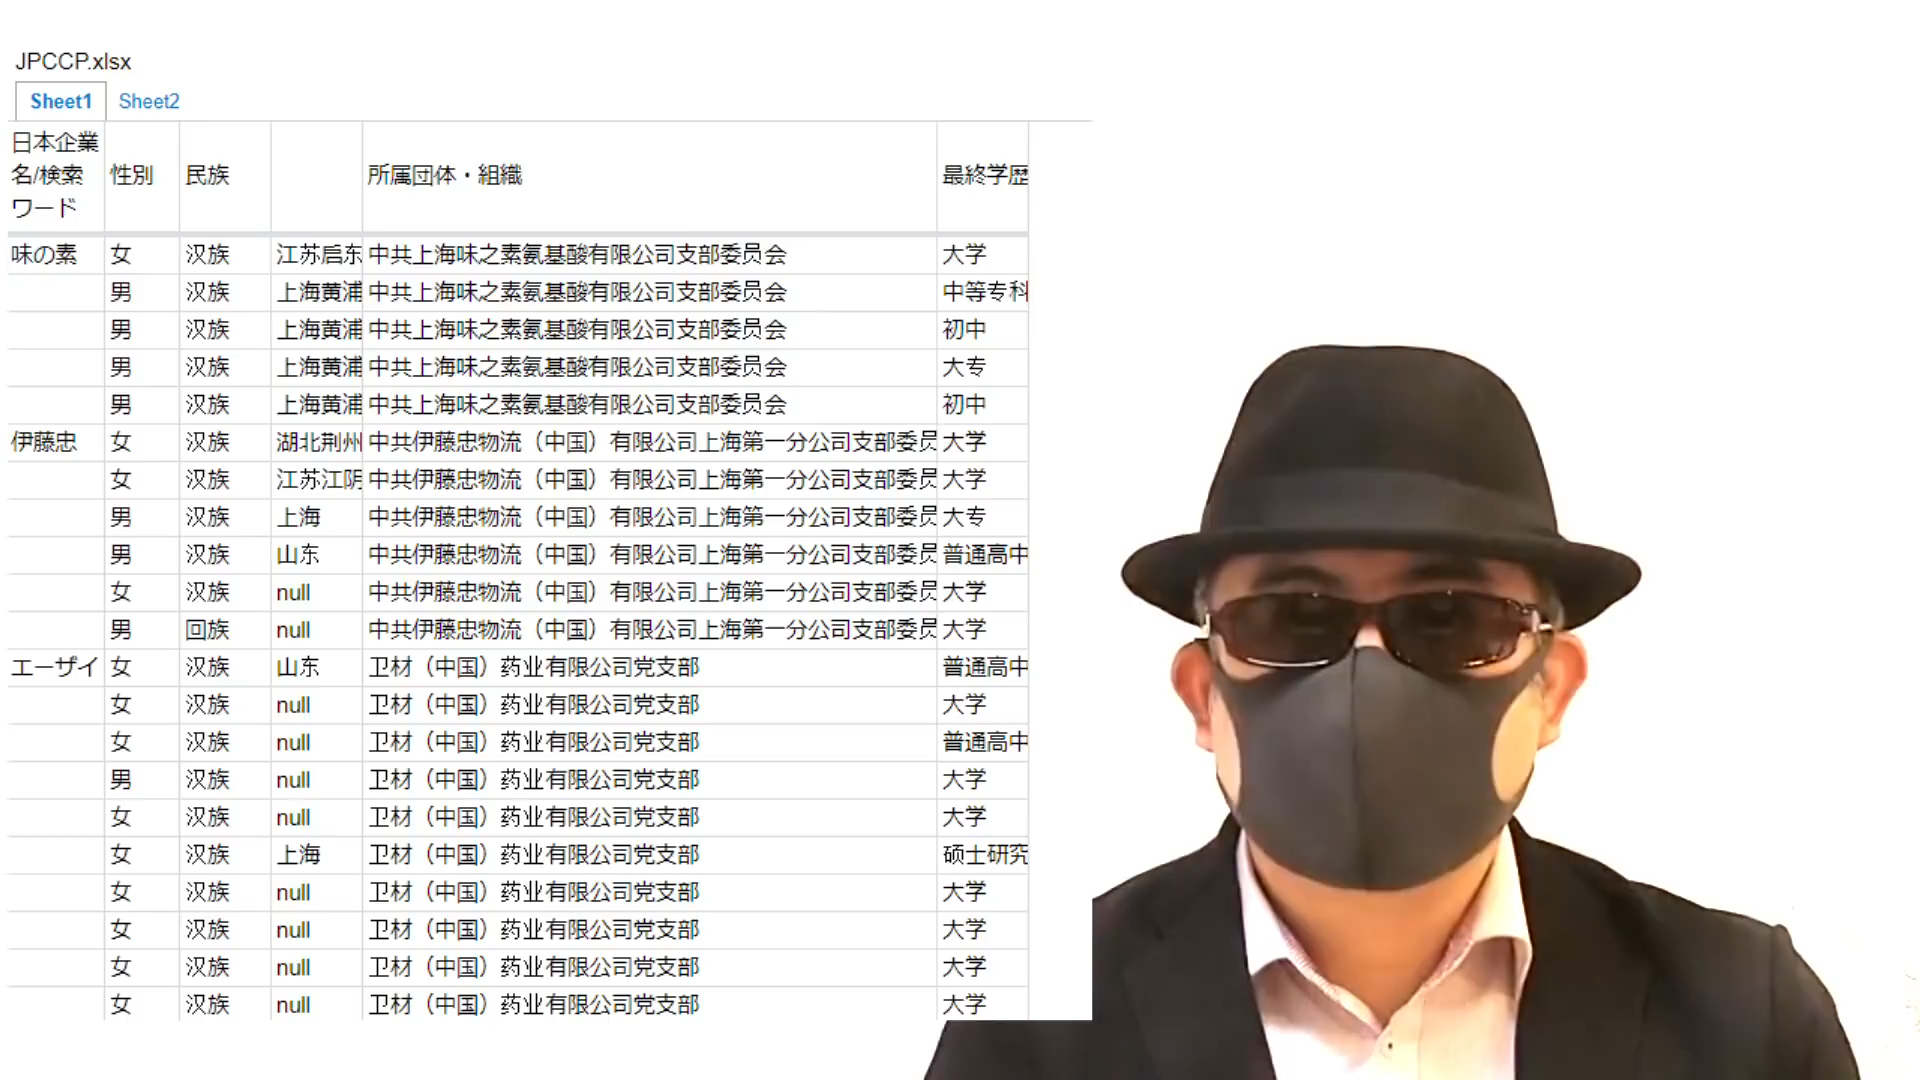 JPCCP.xlsx
Sheet1 Sheet2
日本企業名/検索ワード 性別 民族 所属団体・組織 最終学歴
味の素 女 汉族 江苏启东 中共上海味之素氨基酸有限公司支部委员会 大学
男 汉族 上海黄浦 中共上海味之素氨基酸有限公司支部委员会 中等专科
男 汉族 上海黄浦 中共上海味之素氨基酸有限公司支部委员会 初中
男 汉族 上海黄浦 中共上海味之素氨基酸有限公司支部委员会 大专
男 汉族 上海黄浦 中共上海味之素氨基酸有限公司支部委员会 初中
伊藤忠 女 汉族 湖北荆州 中共伊藤忠物流（中国）有限公司上海第一分公司支部委员 大学
女 汉族 江苏江阴 中共伊藤忠物流（中国）有限公司上海第一分公司支部委员 大学
男 汉族 上海 中共伊藤忠物流（中国）有限公司上海第一分公司支部委员 大专
男 汉族 山东 中共伊藤忠物流（中国）有限公司上海第一分公司支部委员 普通高中
女 汉族 null 中共伊藤忠物流（中国）有限公司上海第一分公司支部委员 大学
男 回族 null 中共伊藤忠物流（中国）有限公司上海第一分公司支部委员 大学
エーザイ 女 汉族 山东 卫材（中国）药业有限公司党支部 普通高中
女 汉族 null 卫材（中国）药业有限公司党支部 大学
女 汉族 null 卫材（中国）药业有限公司党支部 普通高中
男 汉族 null 卫材（中国）药业有限公司党支部 大学
女 汉族 null 卫材（中国）药业有限公司党支部 大学
女 汉族 上海 卫材（中国）药业有限公司党支部 硕士研究
女 汉族 null 卫材（中国）药业有限公司党支部 大学
女 汉族 null 卫材（中国）药业有限公司党支部 大学
女 汉族 null 卫材（中国）药业有限公司党支部 大学
女 汉族 null 卫材（中国）药业有限公司党支部 大学